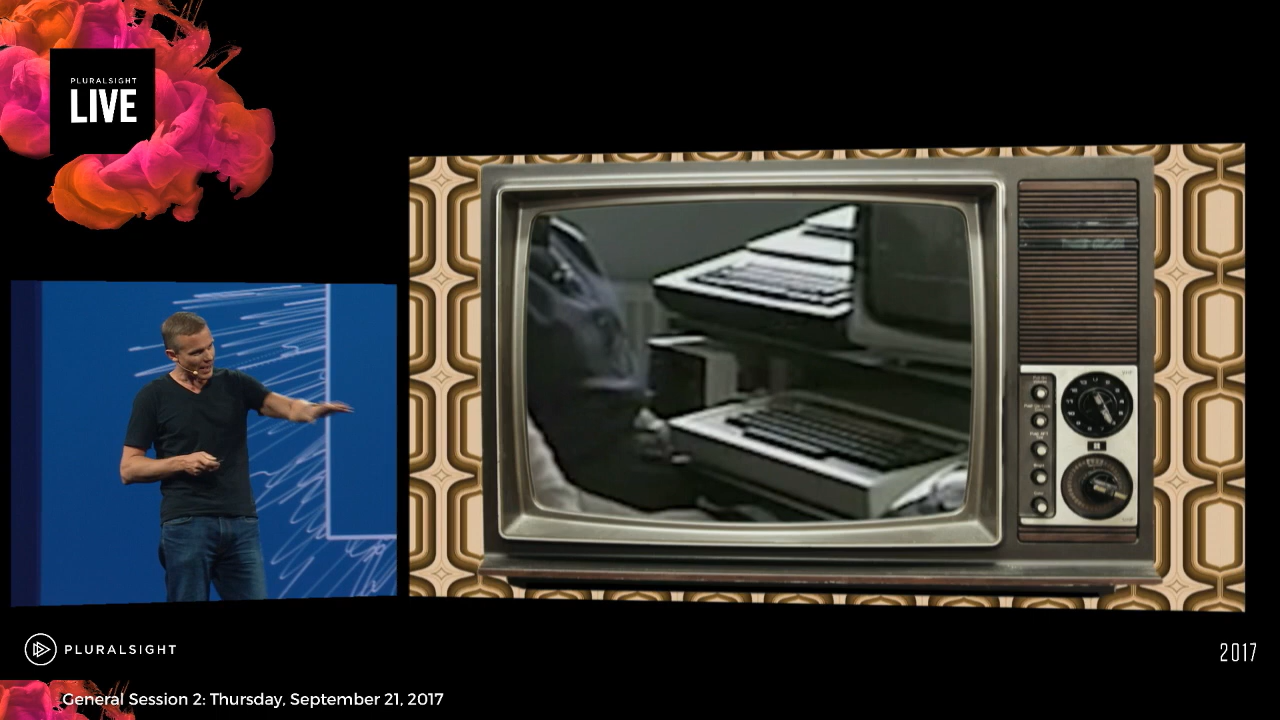 PLURALSIGHT
LIVE
PLURALSIGHT
2017
General Session 2: Thursday, September 21, 2017